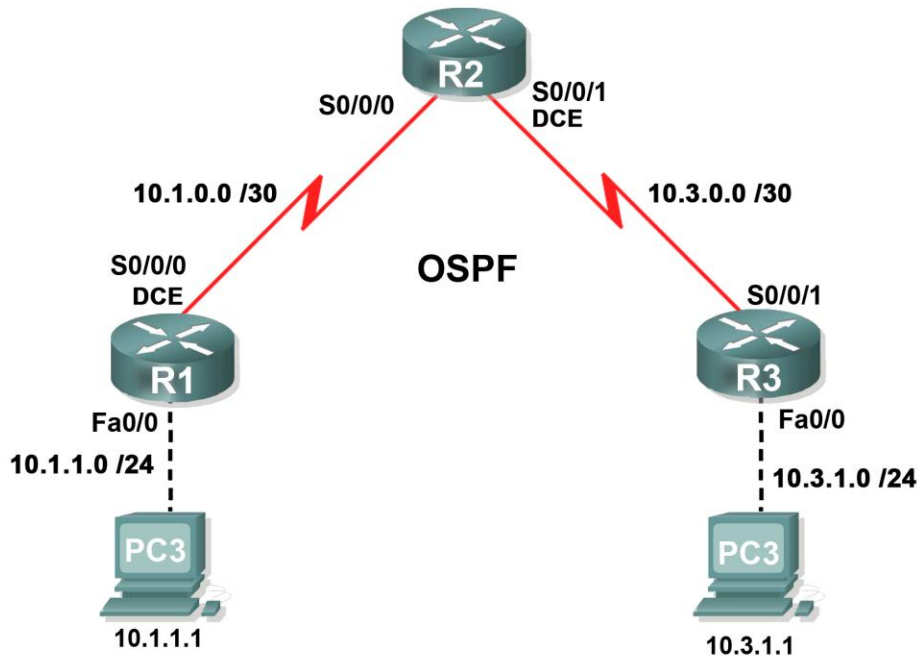 R2
S0/0/0
S0/0/1
DCE
10.1.0.0 /30
10.3.0.0 /30
OSPF
S0/0/0
DCE
S0/0/1
R1
R3
Fa0/0
Fa0/0
10.1.1.0 /24
10.3.1.0 /24
PC3
PC3
10.1.1.1
10.3.1.1